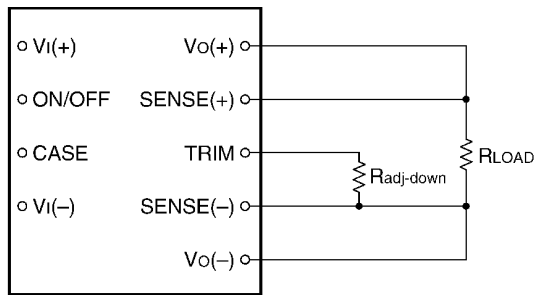 VI(+) VO(+)
ON/OFF SENSE(+)
CASE TRIM
RLOAD
Radj-down
VI(–) SENSE(–)
VO(–)